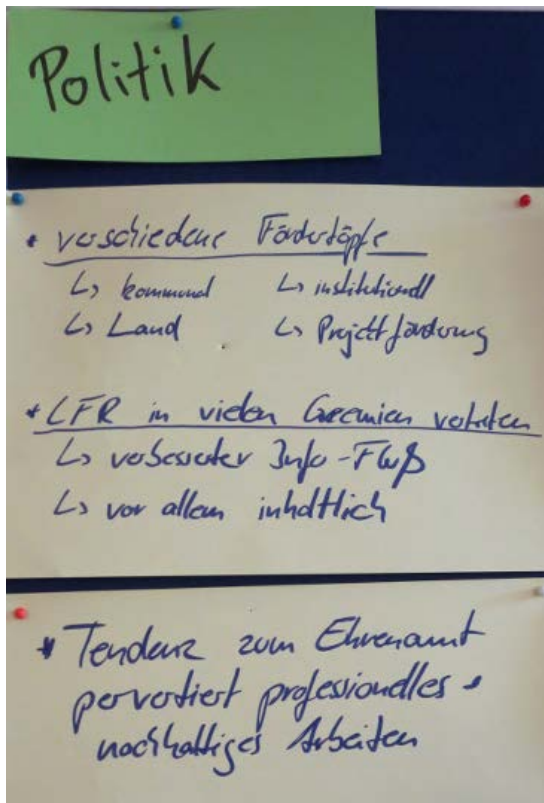 Politik
* verschiedene Fördertöpfe
↳ kommunal ↳ institutionell
↳ Land ↳ Projektförderung
* LFR in vielen Gremien vertreten
↳ verbesserter Info-Fluß
↳ vor allem inhaltlich
* Tendenz zum Ehrenamt
pervertiert professionelles +
nachhaltiges Arbeiten